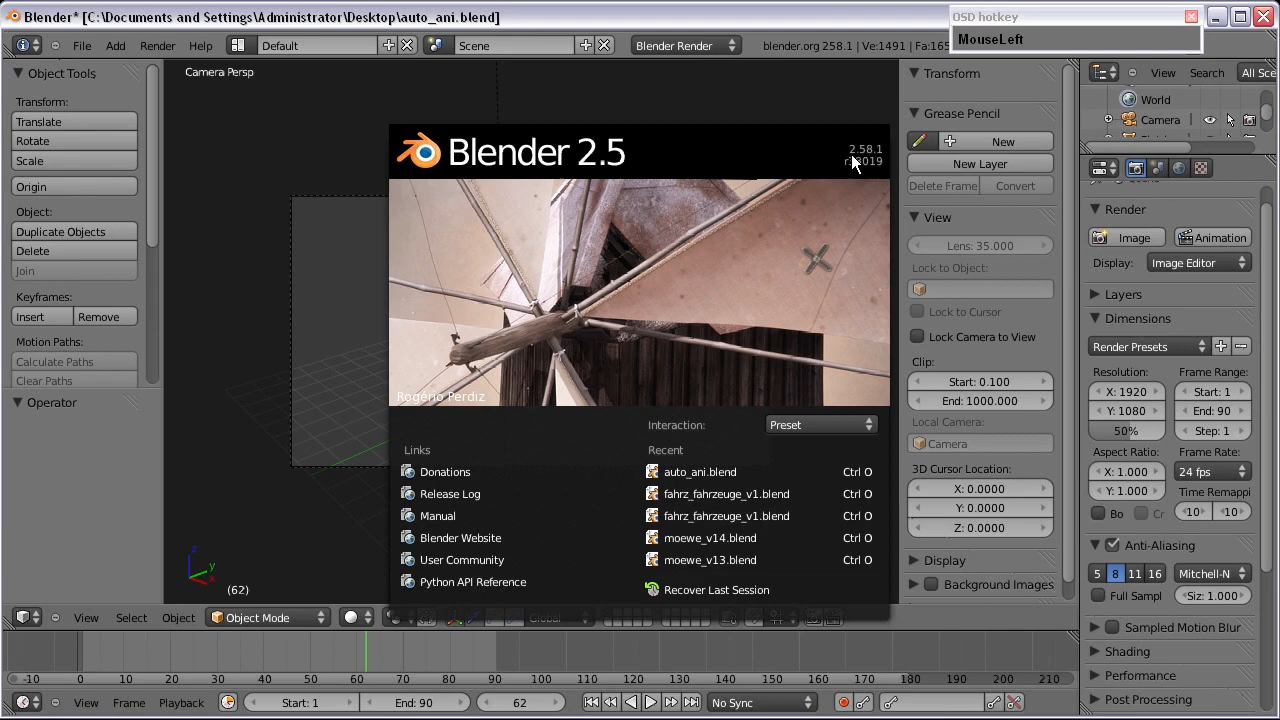 Blender* [C:\Documents and Settings\Administrator\Desktop\auto_ani.blend]
OSD hotkey
MouseLeft
File Add Render Help
Default
Scene
Blender Render
blender.org 258.1 | Ve:1491 | Fa:165
Object Tools
Transform:
Translate
Rotate
Scale
Origin
Object:
Duplicate Objects
Delete
Join
Keyframes:
Insert Remove
Motion Paths:
Calculate Paths
Clear Paths
Operator
Camera Persp
(62)
z
y
x
Blender 2.5
2.58.1
Rogério Perdiz
Interaction: Preset
Links
Donations
Release Log
Manual
Blender Website
User Community
Python API Reference
Recent
auto_ani.blend Ctrl O
fahrz_fahrzeuge_v1.blend Ctrl O
fahrz_fahrzeuge_v1.blend Ctrl O
moewe_v14.blend Ctrl O
moewe_v13.blend Ctrl O
Recover Last Session
Transform
Grease Pencil
New
New Layer
Delete Frame Convert
View
Lens: 35.000
Lock to Object:
Lock to Cursor
Lock Camera to View
Clip:
Start: 0.100
End: 1000.000
Local Camera:
Camera
3D Cursor Location:
X: 0.0000
Y: 0.0000
Z: 0.0000
Display
Background Images
View Search All Sce
World
Camera
Render
Image Animation
Display: Image Editor
Layers
Dimensions
Render Presets
Resolution: Frame Range:
X: 1920 Start: 1
Y: 1080 End: 90
50% Step: 1
Aspect Ratio: Frame Rate:
X: 1.000 24 fps
Y: 1.000 Time Remappi
Bo Cr 10 10
Anti-Aliasing
5 8 11 16 Mitchell-N
Full Sampl Siz: 1.000
Sampled Motion Blur
Shading
Performance
Post Processing
View Select Object Object Mode Global
-10 0 10 20 30 40 50 60 70 80 90 100 110 120 130 140 150 160 170 180 190 200 210
View Frame Playback Start: 1 End: 90 62 No Sync